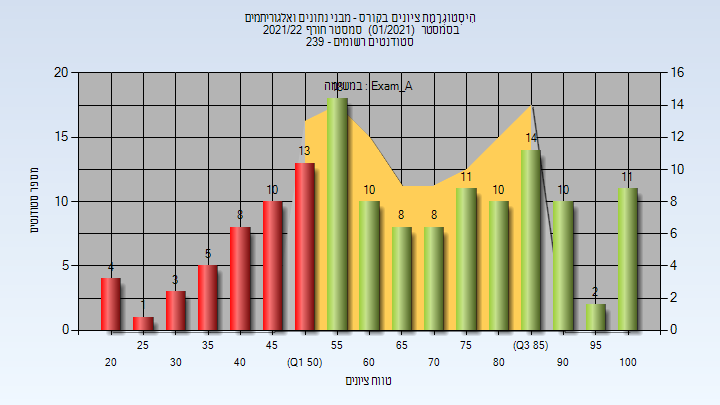 היסטוגרמת ציונים בקורס - מבני נתונים ואלגוריתמים
בסמסטר (01/2021) סמסטר חורף 2021/22
סטודנטים רשומים - 239
במשימה : Exam_A
20 15 10 5 0
מספר סטודנטים
16 14 12 10 8 6 4 2 0
4 1 3 5 8 10 13 18 10 8 8 11 10 14 10 2 11
25 35 45 55 65 75 (Q3 85) 95
20 30 40 (Q1 50) 60 70 80 90 100
טווח ציונים